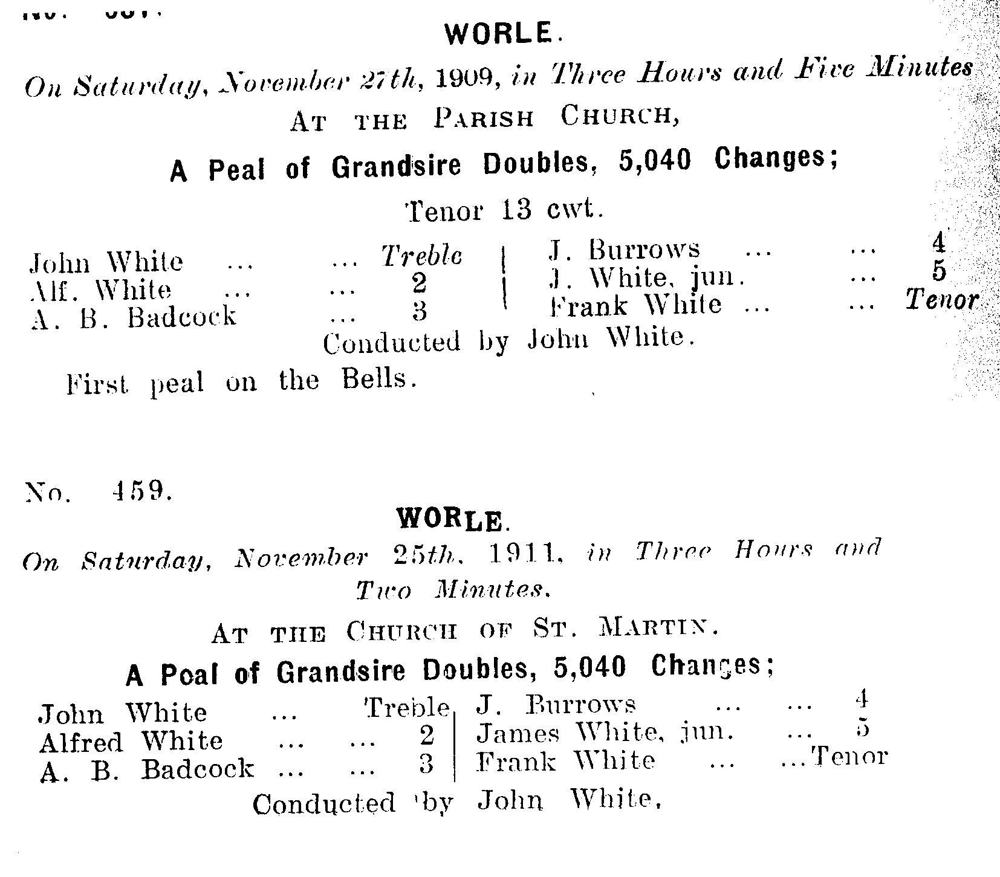 No.
WORLE.
On Saturday, November 27th, 1909, in Three Hours and Five Minutes
AT THE PARISH CHURCH,
A Peal of Grandsire Doubles, 5,040 Changes;
Tenor 13 cwt.
John White ... ... Treble | J. Burrows ... ... 4
Alf. White ... ... 2 | J. White, jun. ... 5
A. B. Badcock ... 3 | Frank White ... ... Tenor
Conducted by John White.
First peal on the Bells.
No. 459.
WORLE.
On Saturday, November 25th, 1911, in Three Hours and
Two Minutes.
AT THE CHURCH OF ST. MARTIN.
A Peal of Grandsire Doubles, 5,040 Changes;
John White ... Treble | J. Burrows ... ... 4
Alfred White ... ... 2 | James White, jun. ... 5
A. B. Badcock ... ... 3 | Frank White ... ... Tenor
Conducted by John White.